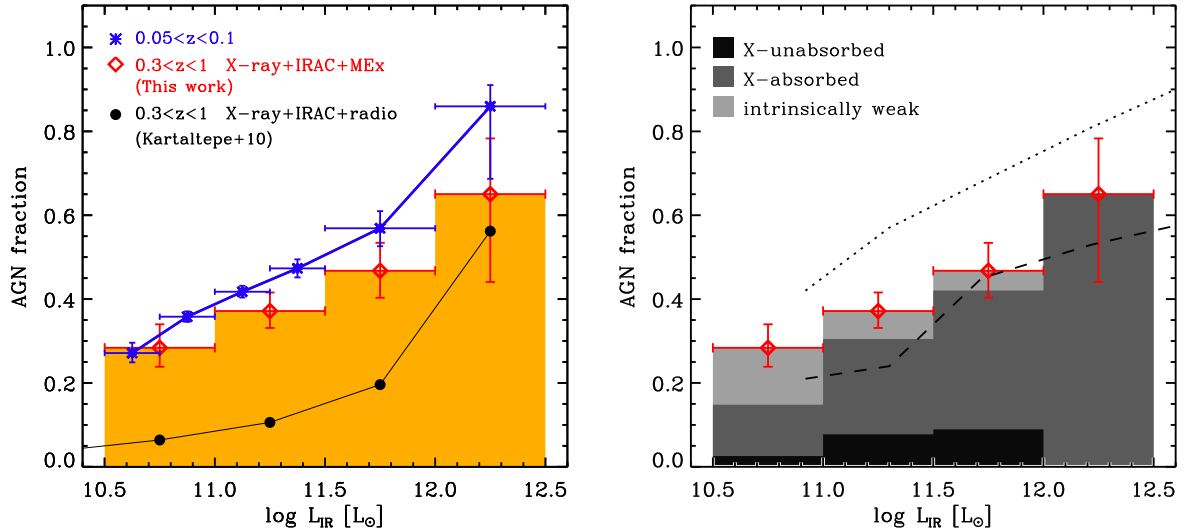 0.05<z<0.1
0.3<z<1 X-ray+IRAC+MEx
(This work)
0.3<z<1 X-ray+IRAC+radio
(Kartaltepe+10)
AGN fraction
1.0
0.8
0.6
0.4
0.2
0.0
10.5 11.0 11.5 12.0 12.5
log L_IR [L_⊙]
X-unabsorbed
X-absorbed
intrinsically weak
AGN fraction
1.0
0.8
0.6
0.4
0.2
0.0
10.5 11.0 11.5 12.0 12.5
log L_IR [L_⊙]